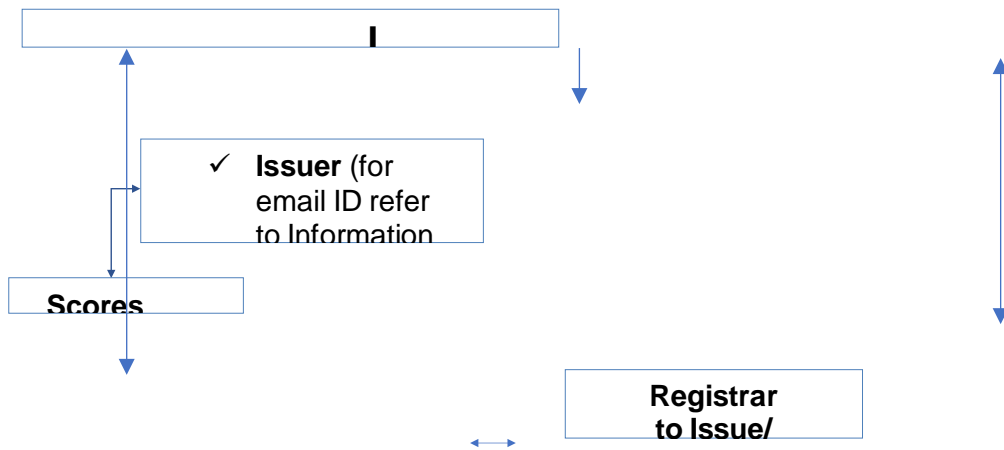 I
✓ Issuer (for
email ID refer
to Information
Scores
Registrar
to Issue/